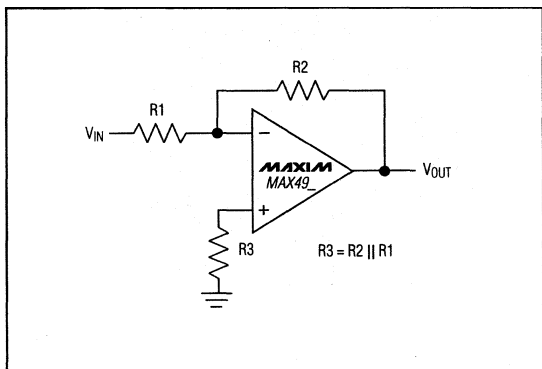 R2
R1
VIN
−
MAXIM
MAX49_
VOUT
+
R3
R3 = R2 || R1